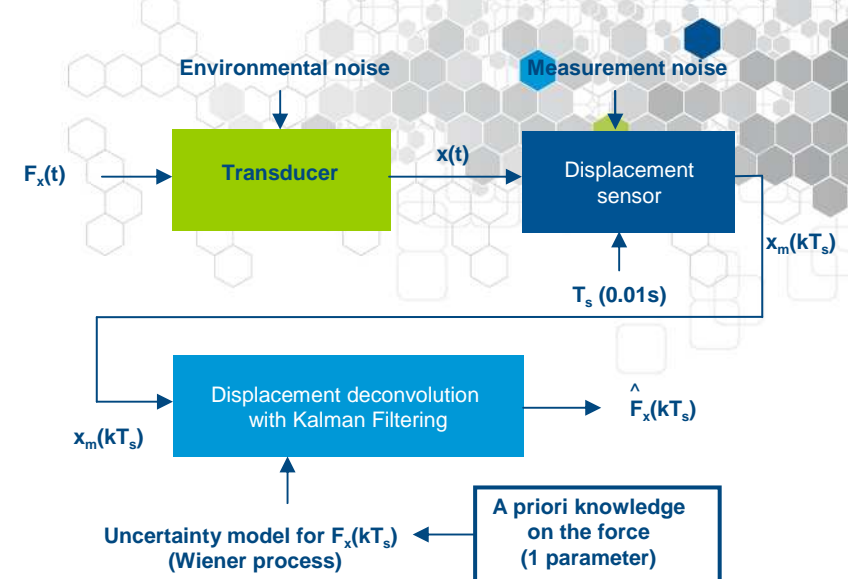 Environmental noise
Measurement noise
Fx(t)
Transducer
x(t)
Displacement
sensor
xm(kTs)
Ts (0.01s)
xm(kTs)
Displacement deconvolution
with Kalman Filtering
^
Fx(kTs)
Uncertainty model for Fx(kTs)
(Wiener process)
A priori knowledge
on the force
(1 parameter)